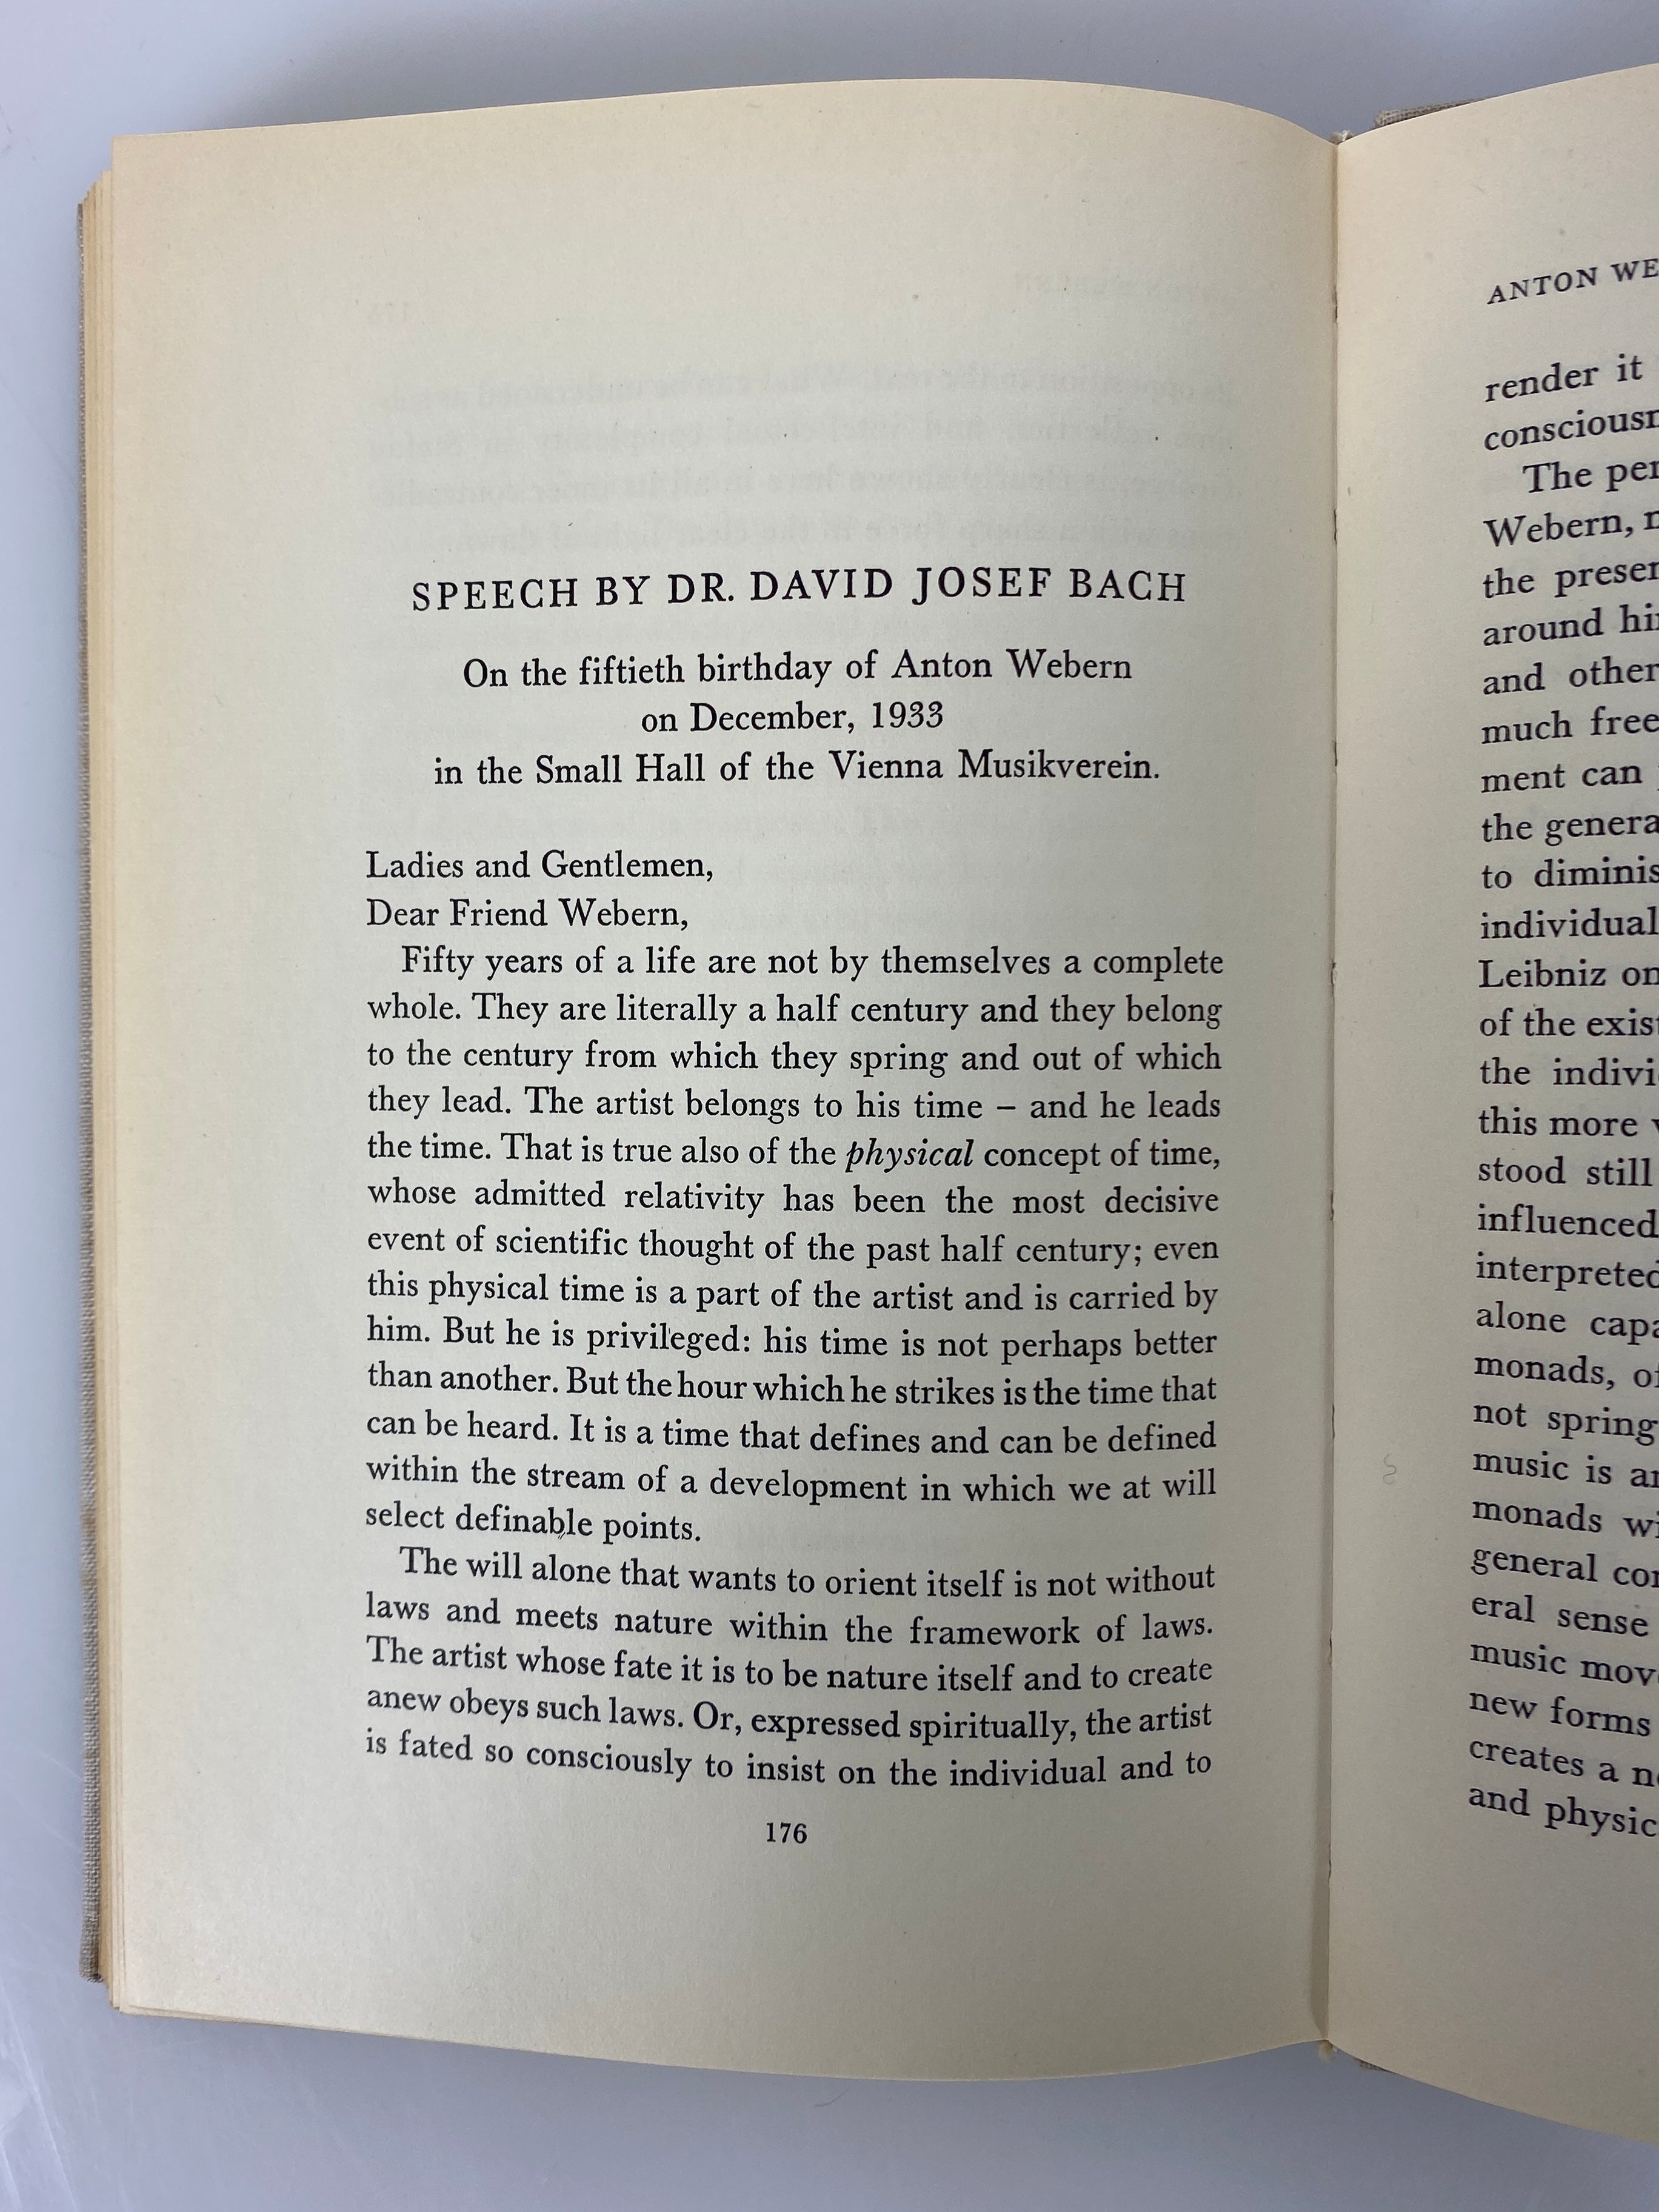 SPEECH BY DR. DAVID JOSEF BACH
On the fiftieth birthday of Anton Webern
on December, 1933
in the Small Hall of the Vienna Musikverein.
Ladies and Gentlemen,
Dear Friend Webern,
Fifty years of a life are not by themselves a complete
whole. They are literally a half century and they belong
to the century from which they spring and out of which
they lead. The artist belongs to his time – and he leads
the time. That is true also of the physical concept of time,
whose admitted relativity has been the most decisive
event of scientific thought of the past half century; even
this physical time is a part of the artist and is carried by
him. But he is privileged: his time is not perhaps better
than another. But the hour which he strikes is the time that
can be heard. It is a time that defines and can be defined
within the stream of a development in which we at will
select definable points.
The will alone that wants to orient itself is not without
laws and meets nature within the framework of laws.
The artist whose fate it is to be nature itself and to create
anew obeys such laws. Or, expressed spiritually, the artist
is fated so consciously to insist on the individual and to
176
ANTON
render it
The
Webern,
the
around
and other
much
ment can
the
to
individual
Leibniz
of the
the
this more
stood still
influenced
interpreted
alone
monads,
not spring
music is
monads
general
eral sense
music
new forms
creates a
and